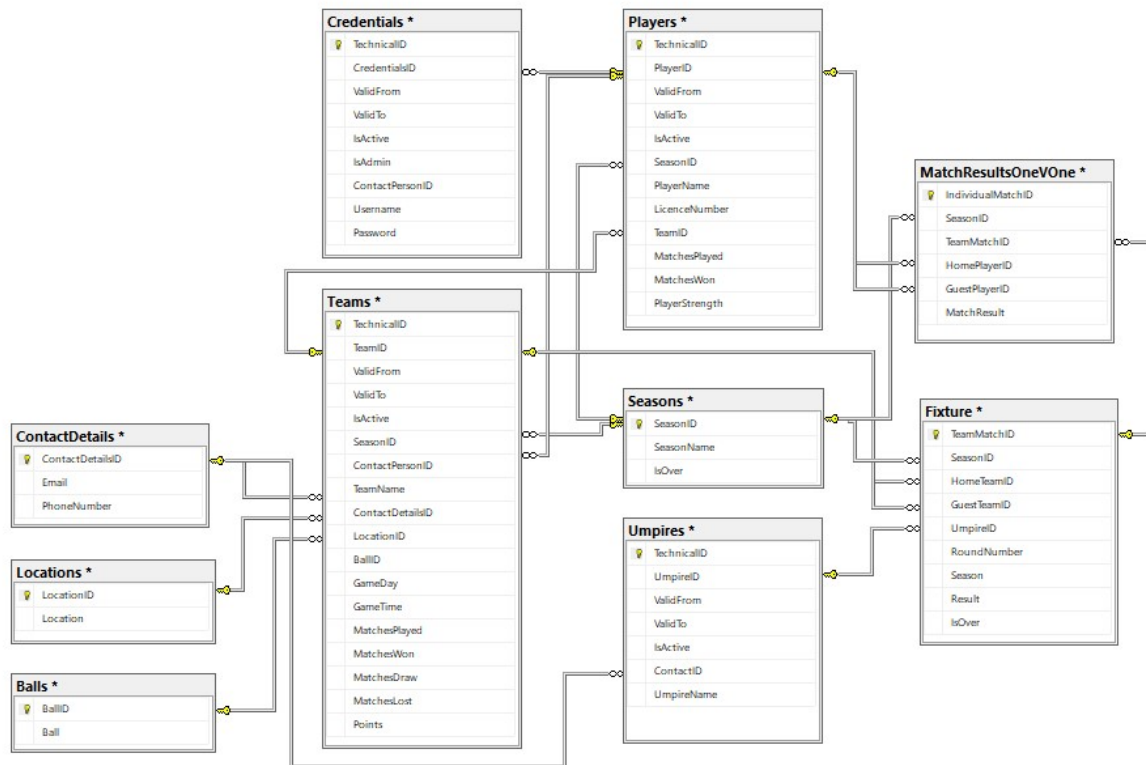 Credentials *
TechnicalID
CredentialsID
ValidFrom
ValidTo
IsActive
IsAdmin
ContactPersonID
Username
Password
Players *
TechnicalID
PlayerID
ValidFrom
ValidTo
IsActive
SeasonID
PlayerName
LicenceNumber
TeamID
MatchesPlayed
MatchesWon
PlayerStrength
MatchResultsOneVOne *
IndividualMatchID
SeasonID
TeamMatchID
HomePlayerID
GuestPlayerID
MatchResult
Teams *
TechnicalID
TeamID
ValidFrom
ValidTo
IsActive
SeasonID
ContactPersonID
TeamName
ContactDetailsID
LocationID
BallID
GameDay
GameTime
MatchesPlayed
MatchesWon
MatchesDraw
MatchesLost
Points
Seasons *
SeasonID
SeasonName
IsOver
Fixture *
TeamMatchID
SeasonID
HomeTeamID
GuestTeamID
UmpireID
RoundNumber
Season
Result
IsOver
ContactDetails *
ContactDetailsID
Email
PhoneNumber
Umpires *
TechnicalID
UmpireID
ValidFrom
ValidTo
IsActive
ContactID
UmpireName
Locations *
LocationID
Location
Balls *
BallID
Ball